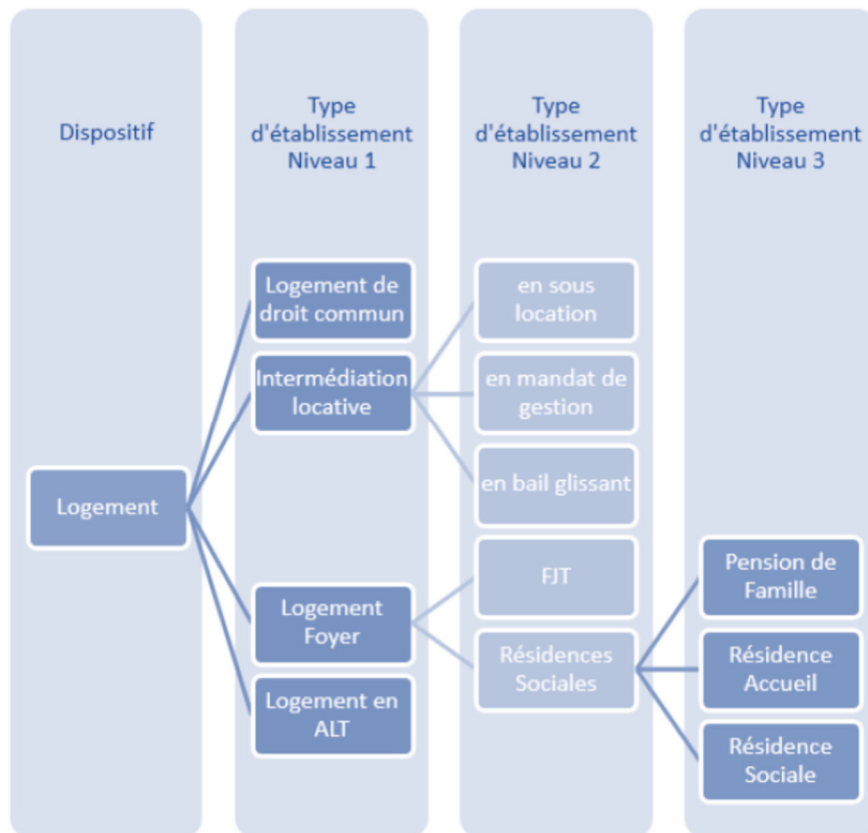 Dispositif
Type
d'établissement
Niveau 1
Type
d'établissement
Niveau 2
Type
d'établissement
Niveau 3
Logement
Logement de
droit commun
Intermédiation
locative
Logement
Foyer
Logement en
ALT
en sous
location
en mandat de
gestion
en bail glissant
FJT
Résidences
Sociales
Pension de
Famille
Résidence
Accueil
Résidence
Sociale